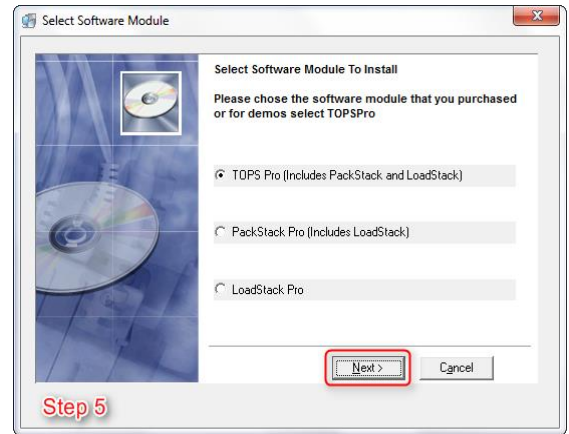 Select Software Module
x
Select Software Module To Install
Please chose the software module that you purchased
or for demos select TOPSPro
TOPS Pro (Includes PackStack and LoadStack)
PackStack Pro (Includes LoadStack)
LoadStack Pro
Next > Cancel
Step 5